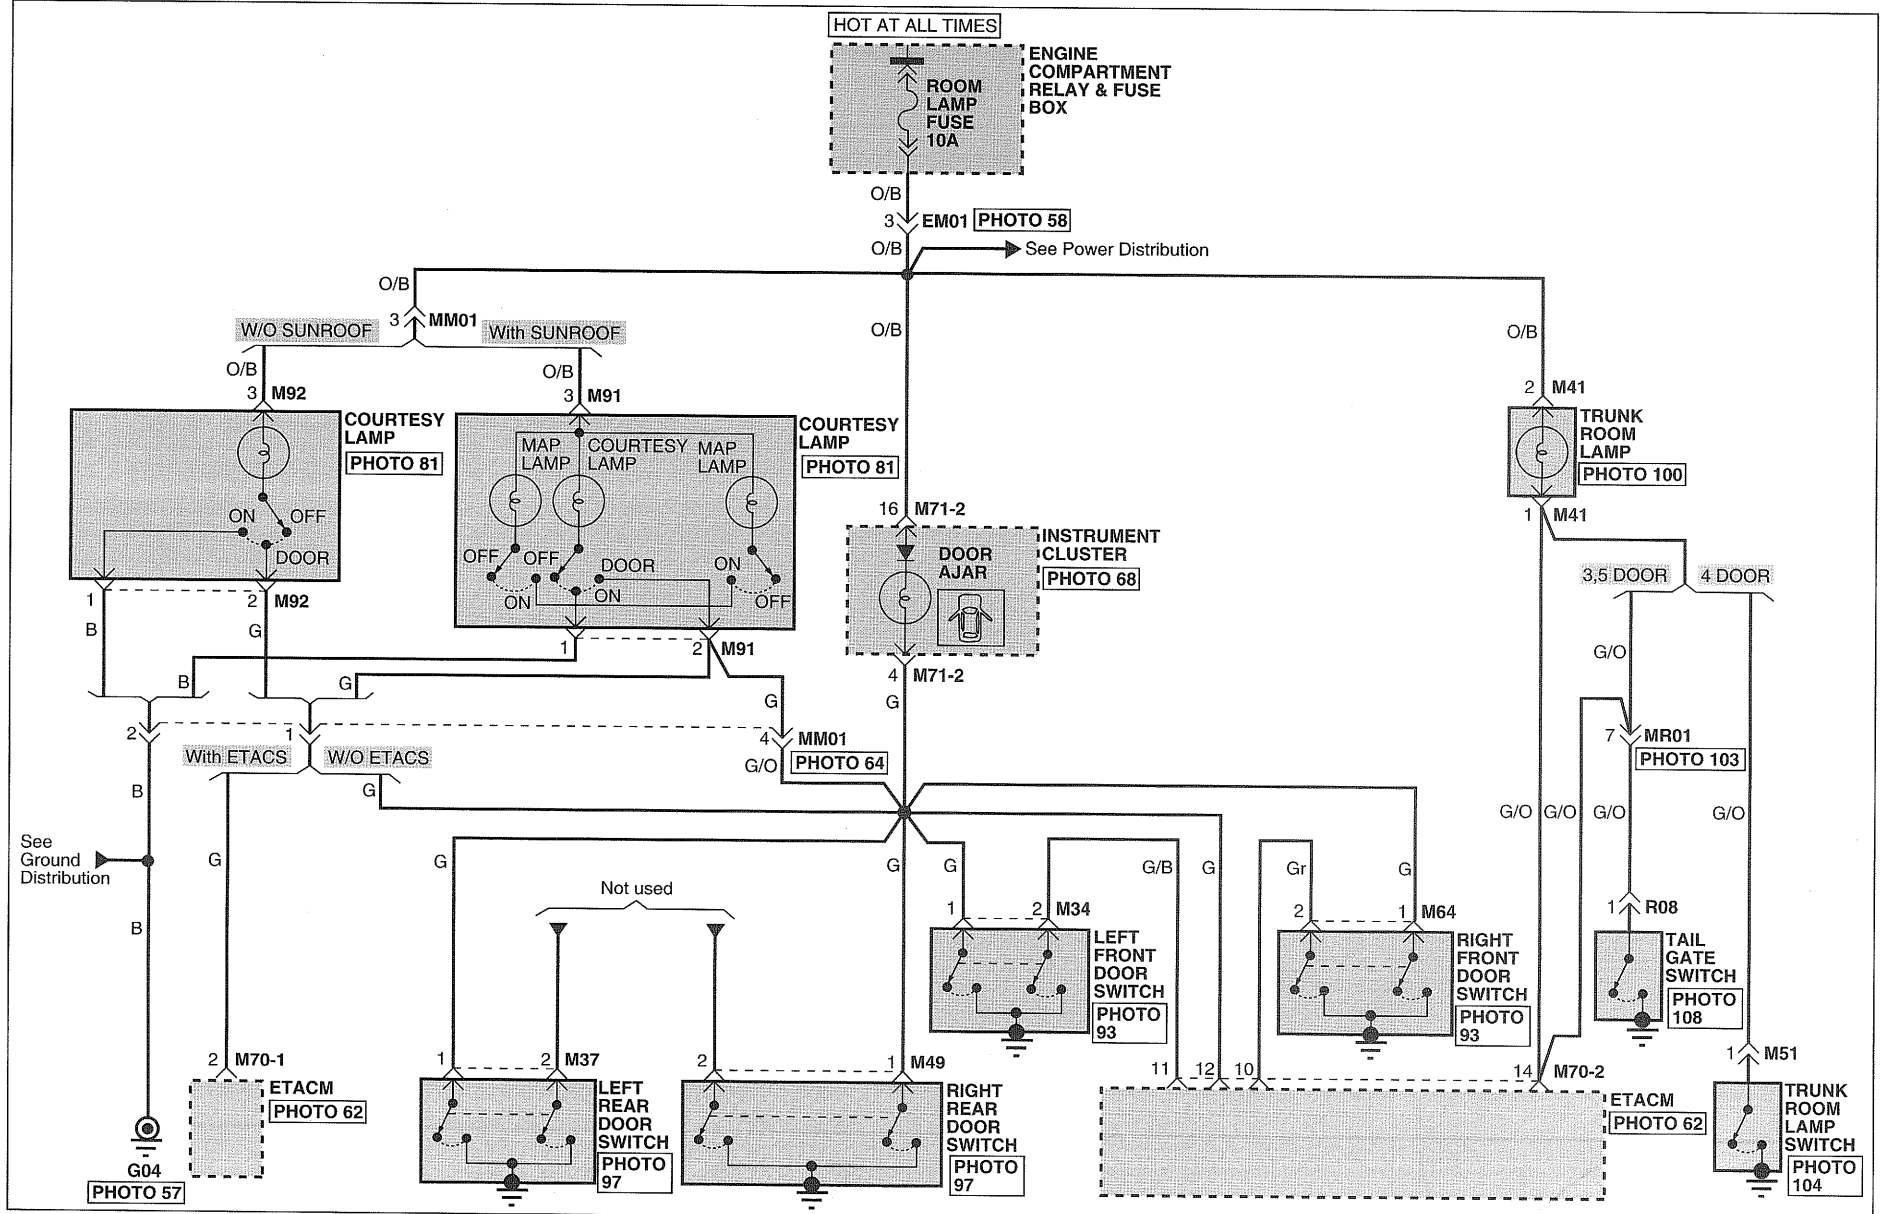 HOT AT ALL TIMES
ENGINE
COMPARTMENT
RELAY & FUSE
BOX
ROOM
LAMP
FUSE
10A
O/B
3
EM01
PHOTO 58
O/B
See Power Distribution
O/B
3
MM01
W/O SUNROOF
With SUNROOF
O/B
O/B
O/B
O/B
3
M92
3
M91
2
M41
COURTESY
LAMP
PHOTO 81
ON
OFF
DOOR
MAP
LAMP
COURTESY
LAMP
MAP
LAMP
OFF
OFF
DOOR
ON
ON
ON
OFF
COURTESY
LAMP
PHOTO 81
TRUNK
ROOM
LAMP
PHOTO 100
1
M41
16
M71-2
DOOR
AJAR
INSTRUMENT
CLUSTER
PHOTO 68
3,5 DOOR
4 DOOR
1
2
M92
B
G
1
2
M91
4
M71-2
B
G
G
G
G/O
2
1
4
MM01
PHOTO 64
7
MR01
PHOTO 103
With ETACS
W/O ETACS
G/O
B
G
G/O
G/O
G/O
G/O
See
Ground
Distribution
G
G
G
G
G/B
G
Gr
G
Not used
B
1
2
M34
2
1
M64
1
R08
LEFT
FRONT
DOOR
SWITCH
PHOTO
93
RIGHT
FRONT
DOOR
SWITCH
PHOTO
93
TAIL
GATE
SWITCH
PHOTO
108
2
M70-1
1
2
M37
2
1
M49
11
12
10
14
M70-2
1
M51
ETACM
PHOTO 62
LEFT
REAR
DOOR
SWITCH
PHOTO
97
RIGHT
REAR
DOOR
SWITCH
PHOTO
97
ETACM
PHOTO 62
TRUNK
ROOM
LAMP
SWITCH
PHOTO
104
G04
PHOTO 57